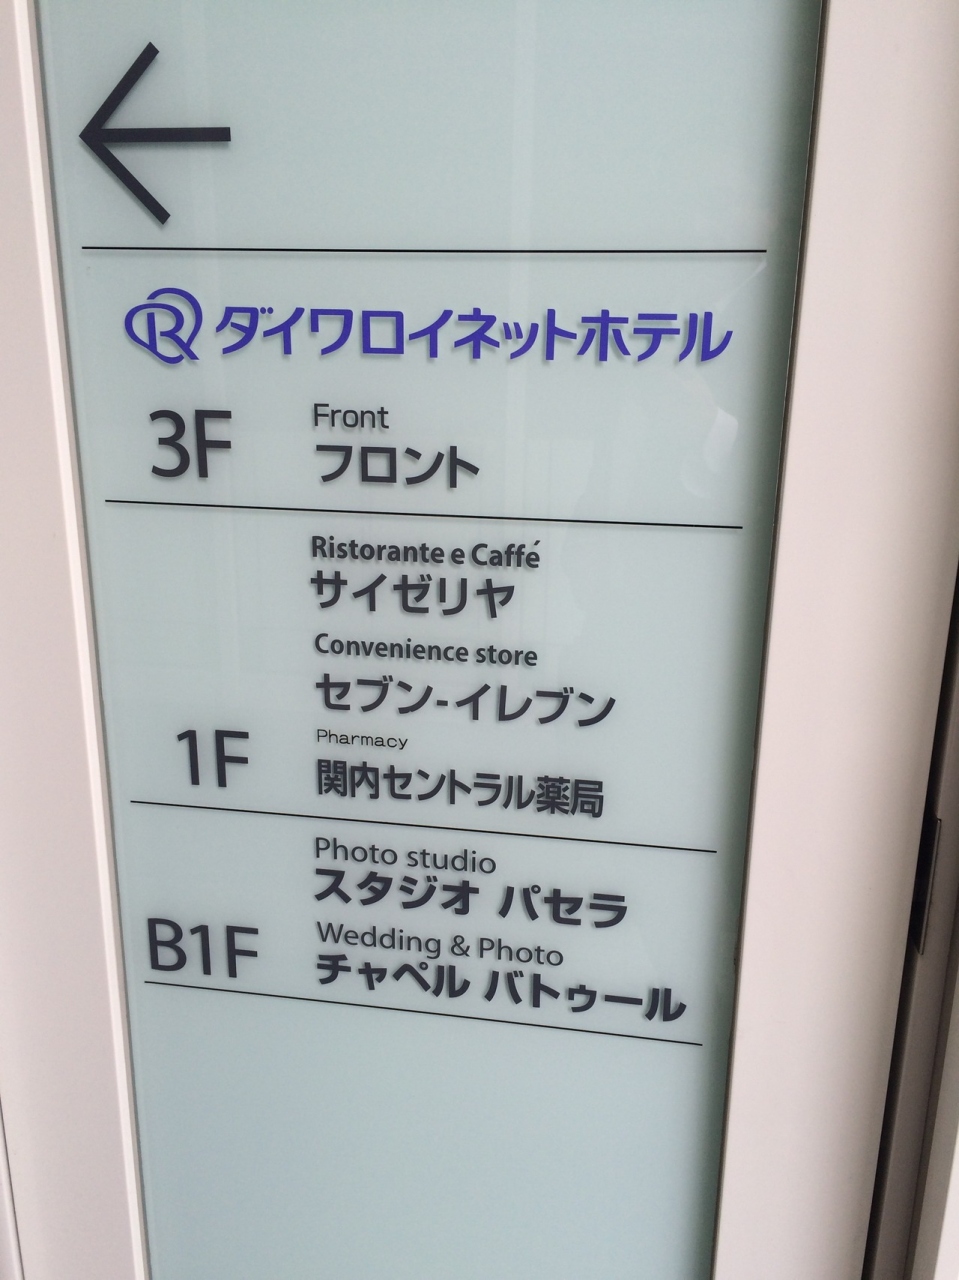 ダイワロイネットホテル
3F Front
フロント
Ristorante e Caffé
サイゼリヤ
Convenience store
セブン-イレブン
Pharmacy
1F 関内セントラル薬局
Photo studio
スタジオ パセラ
B1F Wedding & Photo
チャペル バトゥール